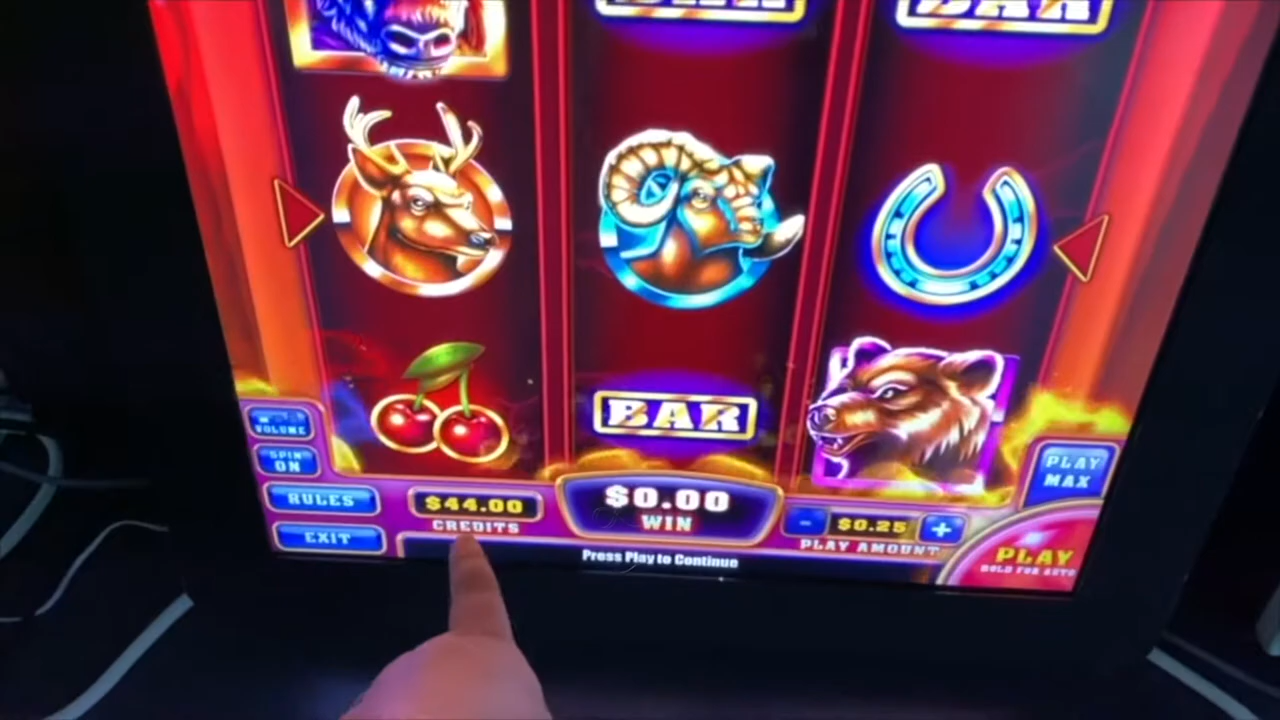 BAR
BAR
BAR
VOLUME
SPIN
ON
RULES
EXIT
$44.00
CREDITS
$0.00
WIN
Press Play to Continue
- $0.25 +
PLAY AMOUNT
PLAY
MAX
PLAY
HOLD FOR AUTO